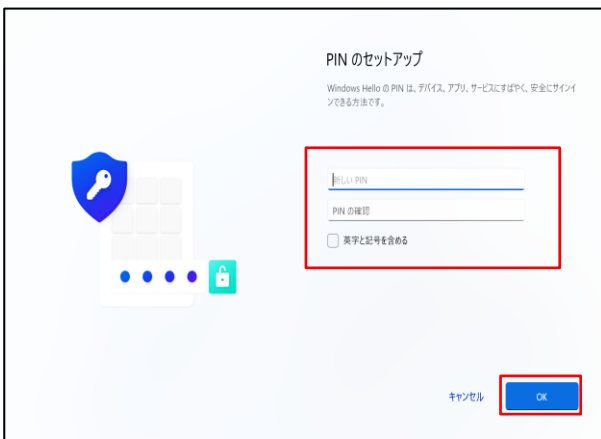 PIN のセットアップ
Windows Hello の PIN は、デバイス、アプリ、サービスにすばやく、安全にサインイ
ンできる方法です。
新しい PIN
PIN の確認
英字と記号を含める
キャンセル
OK